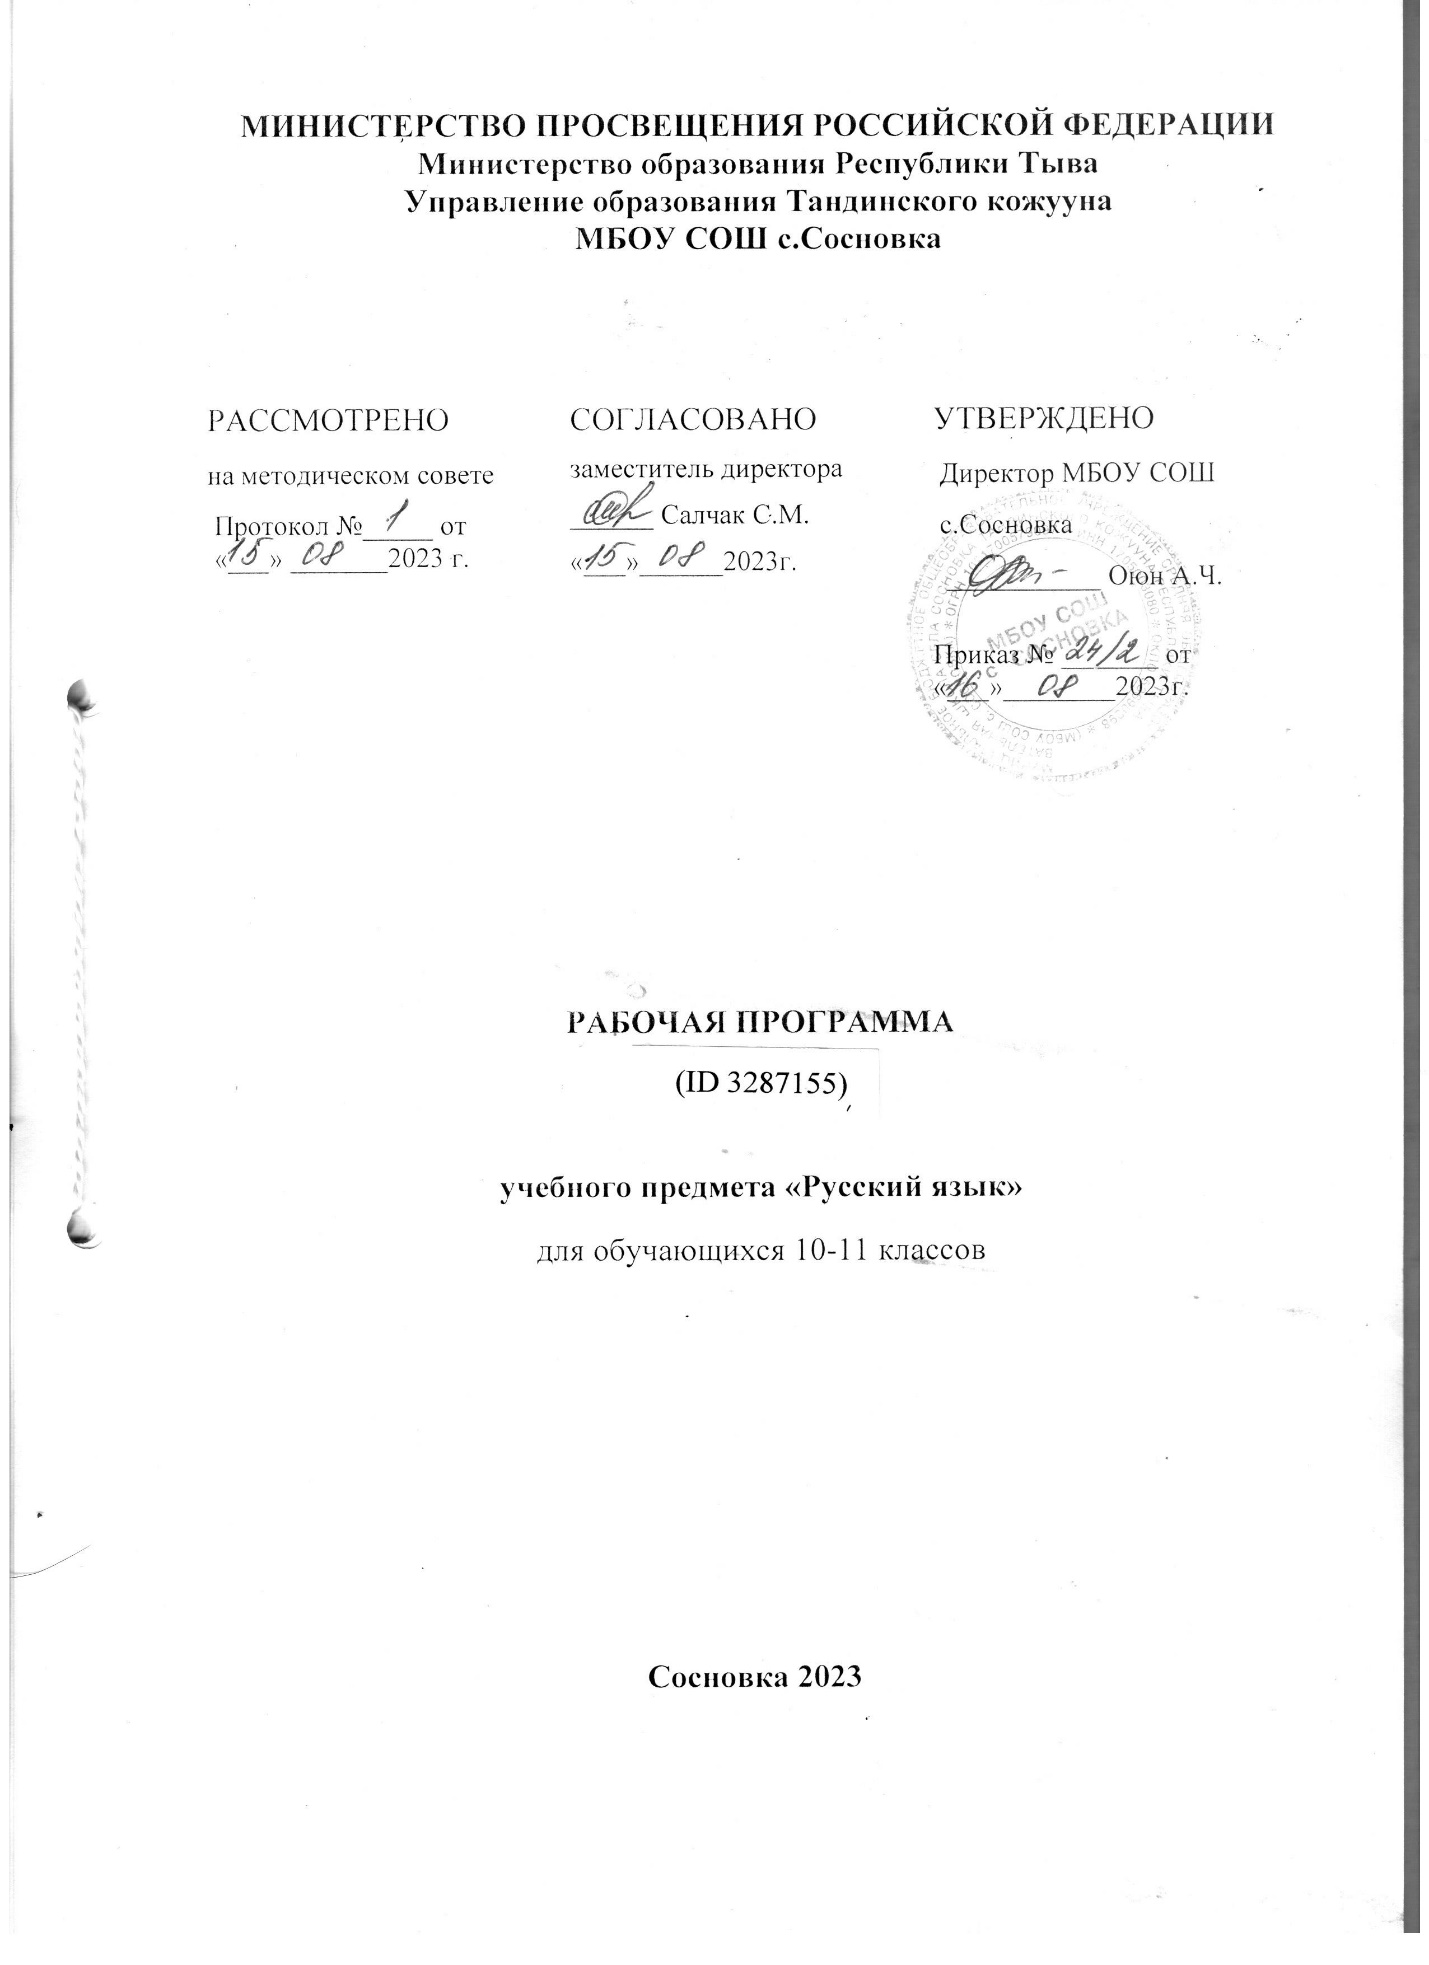 МИНИСТЕРСТВО ПРОСВЕЩЕНИЯ РОССИЙСКОЙ ФЕДЕРАЦИИ
Министерство образования Республики Тыва
Управление образования Тандинского кожууна
МБОУ СОШ с.Сосновка
РАССМОТРЕНО
на методическом совете
Протокол № 1 от
«15» 08 2023 г.
СОГЛАСОВАНО
заместитель директора
Салчак С.М.
«15» 08 2023г.
УТВЕРЖДЕНО
Директор МБОУ СОШ
с.Сосновка
Оюн А.Ч.
Приказ № 24/2 от
«16» 08 2023г.
МБОУ СОШ
с СОСНОВКА
РАБОЧАЯ ПРОГРАММА
(ID 3287155)
учебного предмета «Русский язык»
для обучающихся 10-11 классов
Сосновка 2023